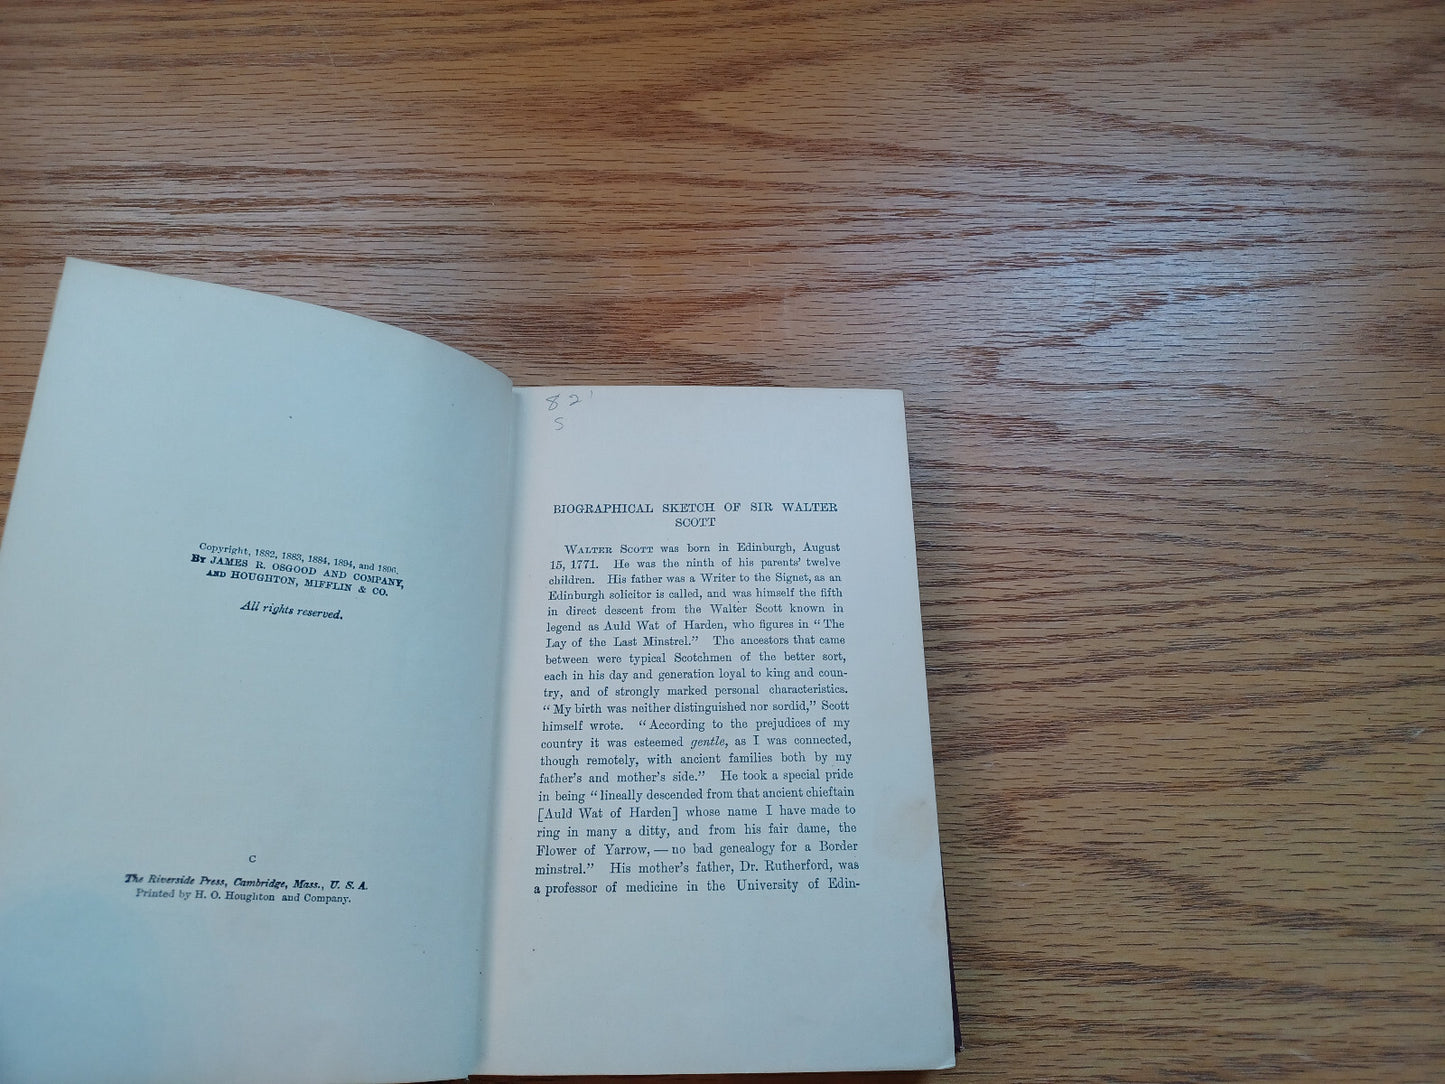 Copyright, 1882, 1883, 1884, 1894, and 1896.
BY JAMES R. OSGOOD AND COMPANY,
AND HOUGHTON, MIFFLIN & CO.
All rights reserved.
C
The Riverside Press, Cambridge, Mass., U. S. A.
Printed by H. O. Houghton and Company.
82'
S
BIOGRAPHICAL SKETCH OF SIR WALTER
SCOTT
WALTER SCOTT was born in Edinburgh, August
15, 1771. He was the ninth of his parents' twelve
children. His father was a Writer to the Signet, as an
Edinburgh solicitor is called, and was himself the fifth
in direct descent from the Walter Scott known in
legend as Auld Wat of Harden, who figures in "The
Lay of the Last Minstrel." The ancestors that came
between were typical Scotchmen of the better sort,
each in his day and generation loyal to king and coun-
try, and of strongly marked personal characteristics.
"My birth was neither distinguished nor sordid," Scott
himself wrote. "According to the prejudices of my
country it was esteemed gentle, as I was connected,
though remotely, with ancient families both by my
father's and mother's side." He took a special pride
in being "lineally descended from that ancient chieftain
[Auld Wat of Harden] whose name I have made to
ring in many a ditty, and from his fair dame, the
Flower of Yarrow, — no bad genealogy for a Border
minstrel." His mother's father, Dr. Rutherford, was
a professor of medicine in the University of Edin-